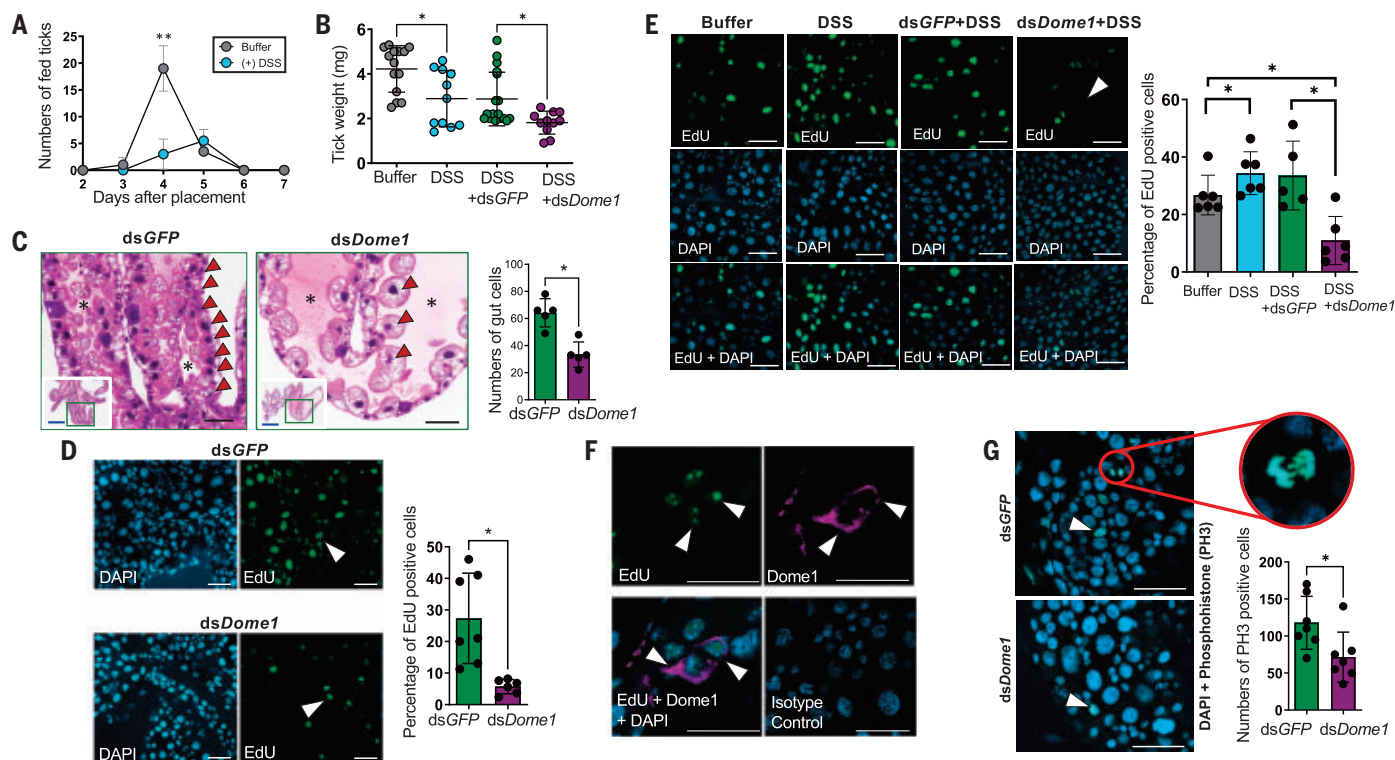 A
Numbers of fed ticks
25
20
15
10
5
0
**
Buffer
(+) DSS
2 3 4 5 6 7
Days after placement
B
Tick weight (mg)
6
4
2
0
*
*
Buffer
DSS
DSS
+dsGFP
DSS
+dsDome1
C
dsGFP
*
*
dsDome1
*
*
Numbers of gut cells
100
80
60
40
20
0
*
dsGFP
dsDome1
D
dsGFP
DAPI
EdU
dsDome1
DAPI
EdU
Percentage of EdU positive cells
50
40
30
20
10
0
*
dsGFP
dsDome1
E
Buffer
DSS
dsGFP+DSS
dsDome1+DSS
EdU
EdU
EdU
EdU
DAPI
DAPI
DAPI
DAPI
EdU + DAPI
EdU + DAPI
EdU + DAPI
EdU + DAPI
Percentage of EdU positive cells
60
40
20
0
*
*
*
Buffer
DSS
DSS
+dsGFP
DSS
+dsDome1
F
EdU
Dome1
EdU + Dome1
+ DAPI
Isotype
Control
G
dsGFP
dsDome1
DAPI + Phosphohistone (PH3)
Numbers of PH3 positive cells
200
150
100
50
0
*
dsGFP
dsDome1